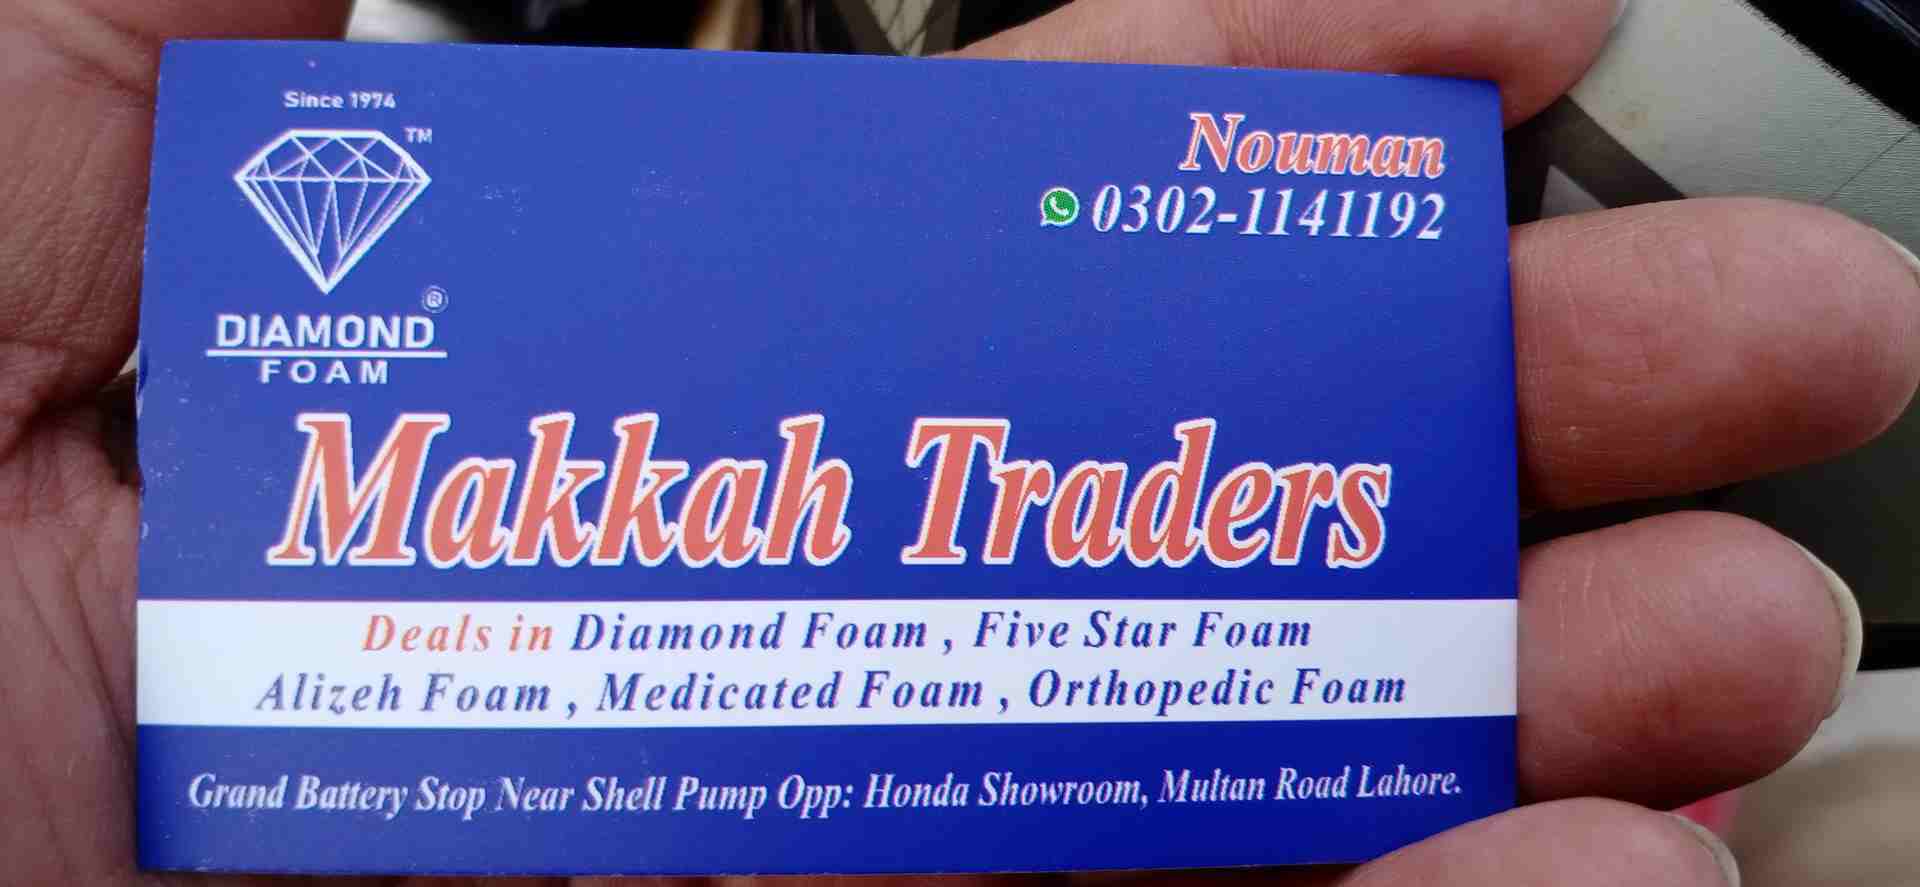 Since 1974
TM
®
DIAMOND
FOAM
Nouman
0302-1141192
Makkah Traders
Deals in Diamond Foam , Five Star Foam
Alizeh Foam , Medicated Foam , Orthopedic Foam
Grand Battery Stop Near Shell Pump Opp: Honda Showroom, Multan Road Lahore.